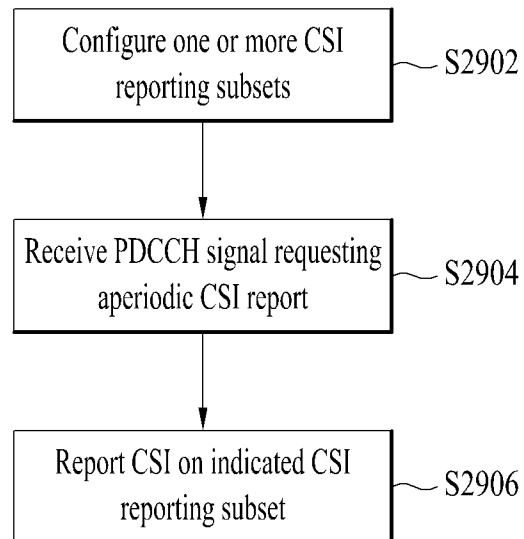 Configure one or more CSI
reporting subsets
S2902
Receive PDCCH signal requesting
aperiodic CSI report
S2904
Report CSI on indicated CSI
reporting subset
S2906